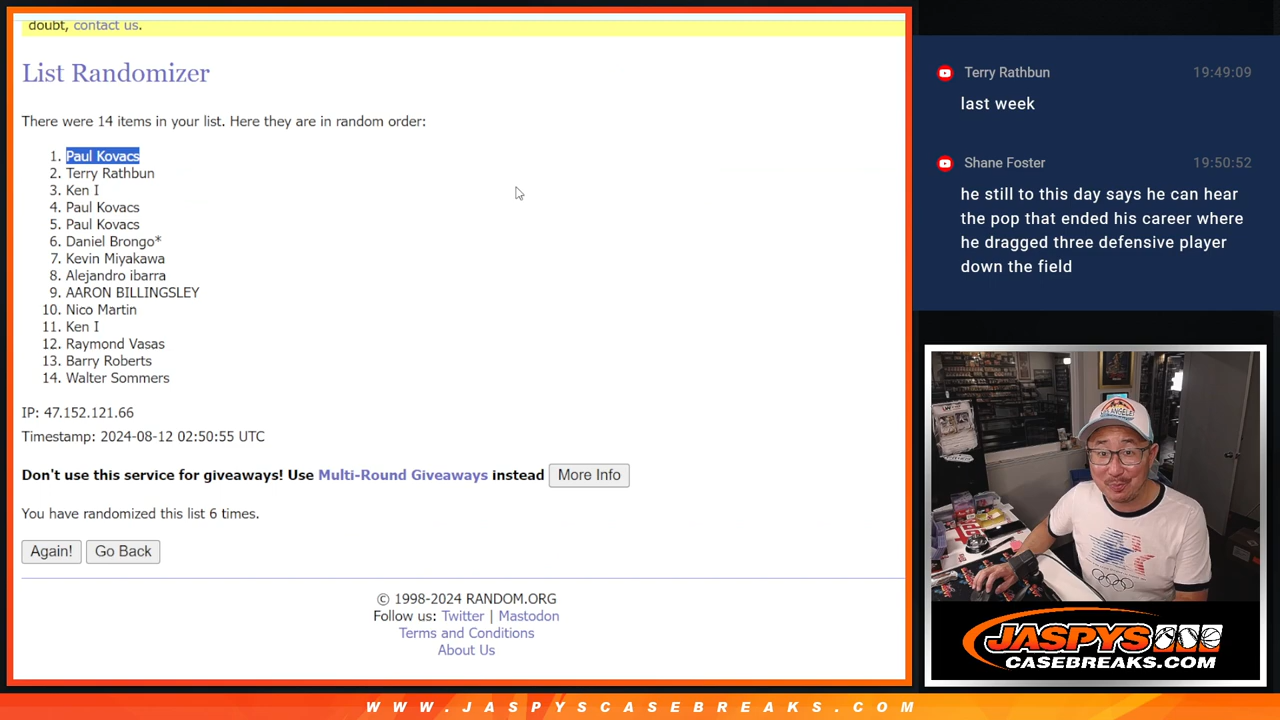 doubt, contact us.
List Randomizer
There were 14 items in your list. Here they are in random order:
1. Paul Kovacs
2. Terry Rathbun
3. Ken I
4. Paul Kovacs
5. Paul Kovacs
6. Daniel Brongo*
7. Kevin Miyakawa
8. Alejandro ibarra
9. AARON BILLINGSLEY
10. Nico Martin
11. Ken I
12. Raymond Vasas
13. Barry Roberts
14. Walter Sommers
IP: 47.152.121.66
Timestamp: 2024-08-12 02:50:55 UTC
Don't use this service for giveaways! Use Multi-Round Giveaways instead More Info
You have randomized this list 6 times.
Again! Go Back
© 1998-2024 RANDOM.ORG
Follow us: Twitter | Mastodon
Terms and Conditions
About Us
Terry Rathbun 19:49:09
last week
Shane Foster 19:50:52
he still to this day says he can hear
the pop that ended his career where
he dragged three defensive player
down the field
JASPYS
CASEBREAKS.COM
WWW.JASPYSCASEBREAKS.COM